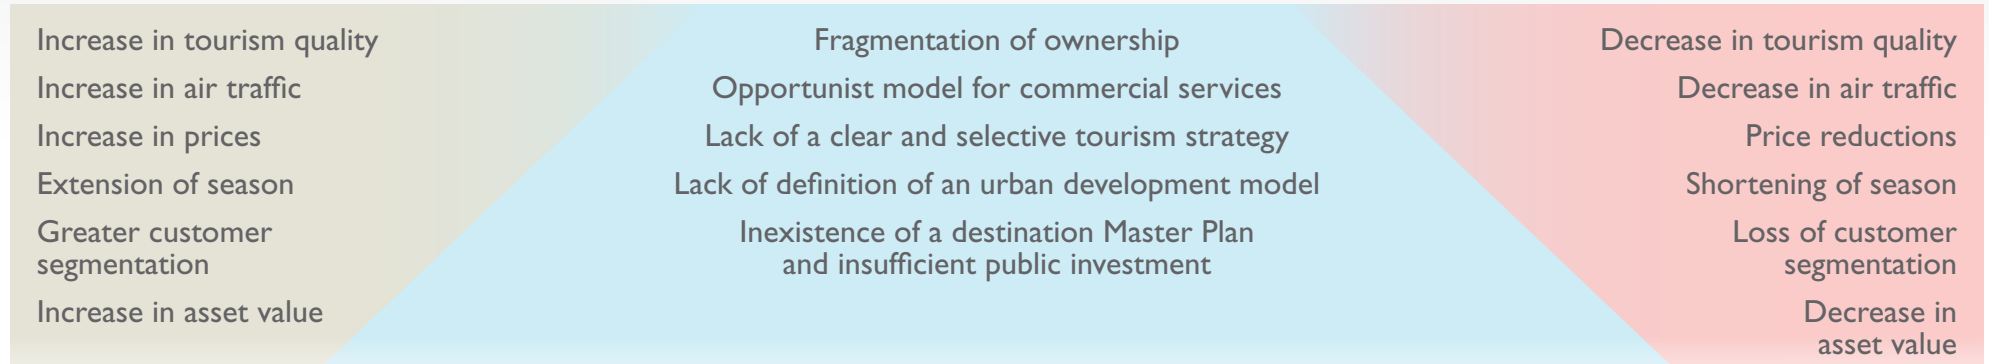 Increase in tourism quality
Increase in air traffic
Increase in prices
Extension of season
Greater customer
segmentation
Increase in asset value
Fragmentation of ownership
Opportunist model for commercial services
Lack of a clear and selective tourism strategy
Lack of definition of an urban development model
Inexistence of a destination Master Plan
and insufficient public investment
Decrease in tourism quality
Decrease in air traffic
Price reductions
Shortening of season
Loss of customer
segmentation
Decrease in
asset value